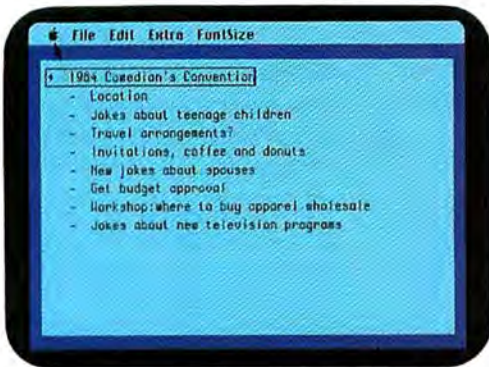 File Edit Extra FontSize
+ 1984 Comedian's Convention
- Location
- Jokes about teenage children
- Travel arrangements?
- Invitations, coffee and donuts
- New jokes about spouses
- Get budget approval
- Workshop:where to buy apparel wholesale
- Jokes about new television programs